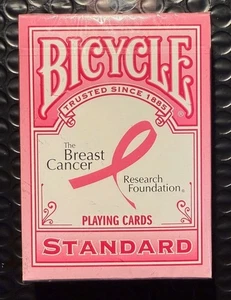 BICYCLE
TRUSTED SINCE 1885
The
Breast
Cancer
Research
Foundation®
PLAYING CARDS
STANDARD